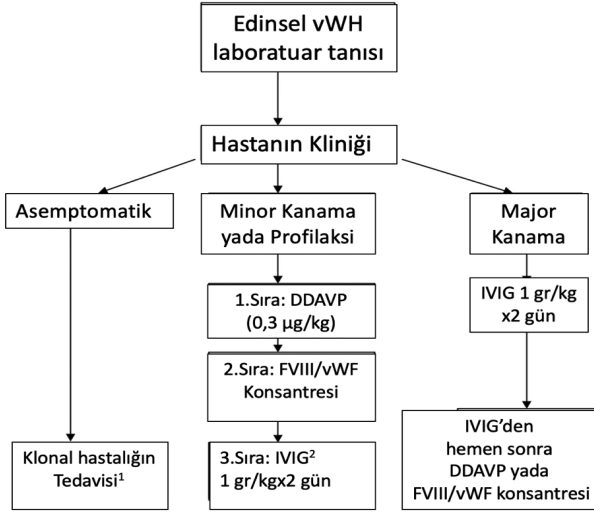 Edinsel vWH
laboratuar tanısı
Hastanın Kliniği
Asemptomatik
Minor Kanama
yada Profilaksi
Major
Kanama
1.Sıra: DDAVP
(0,3 µg/kg)
IVIG 1 gr/kg
x2 gün
2.Sıra: FVIII/vWF
Konsantresi
Klonal hastalığın
Tedavisi¹
3.Sıra: IVIG²
1 gr/kgx2 gün
IVIG’den
hemen sonra
DDAVP yada
FVIII/vWF konsantresi